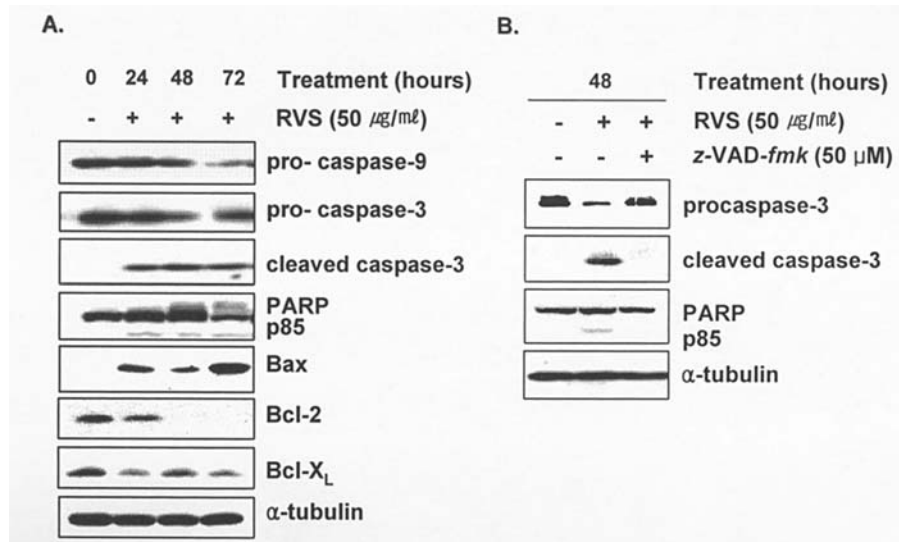 A.
0 24 48 72 Treatment (hours)
- + + + RVS (50 ㎍/㎖)
pro- caspase-9
pro- caspase-3
cleaved caspase-3
PARP
p85
Bax
Bcl-2
Bcl-XL
α-tubulin
B.
48 Treatment (hours)
- + + RVS (50 ㎍/㎖)
- - + z-VAD-fmk (50 μM)
procaspase-3
cleaved caspase-3
PARP
p85
α-tubulin